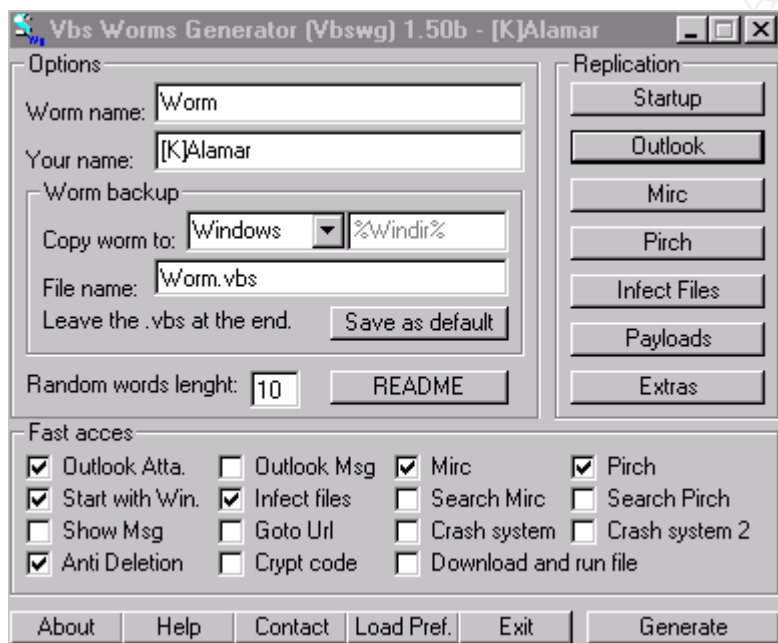 Vbs Worms Generator (Vbswg) 1.50b - [K]Alamar
Options
Worm name: Worm
Your name: [K]Alamar
Worm backup
Copy worm to: Windows %Windir%
File name: Worm.vbs
Leave the .vbs at the end. Save as default
Random words lenght: 10 README
Replication
Startup
Outlook
Mirc
Pirch
Infect Files
Payloads
Extras
Fast acces
Outlook Atta. Outlook Msg Mirc Pirch
Start with Win. Infect files Search Mirc Search Pirch
Show Msg Goto Url Crash system Crash system 2
Anti Deletion Crypt code Download and run file
About Help Contact Load Pref. Exit Generate